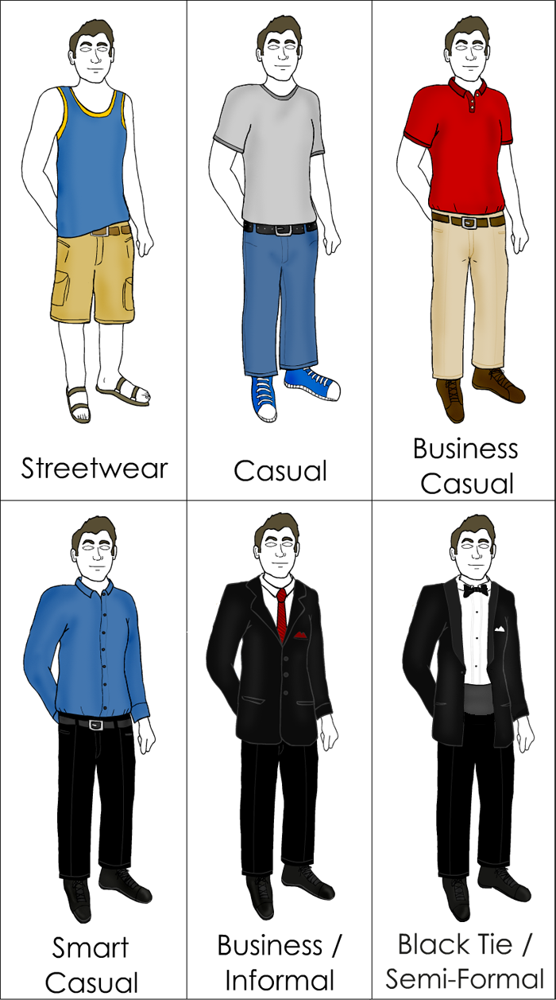 Streetwear
Casual
Business
Casual
Smart
Casual
Business /
Informal
Black Tie /
Semi-Formal